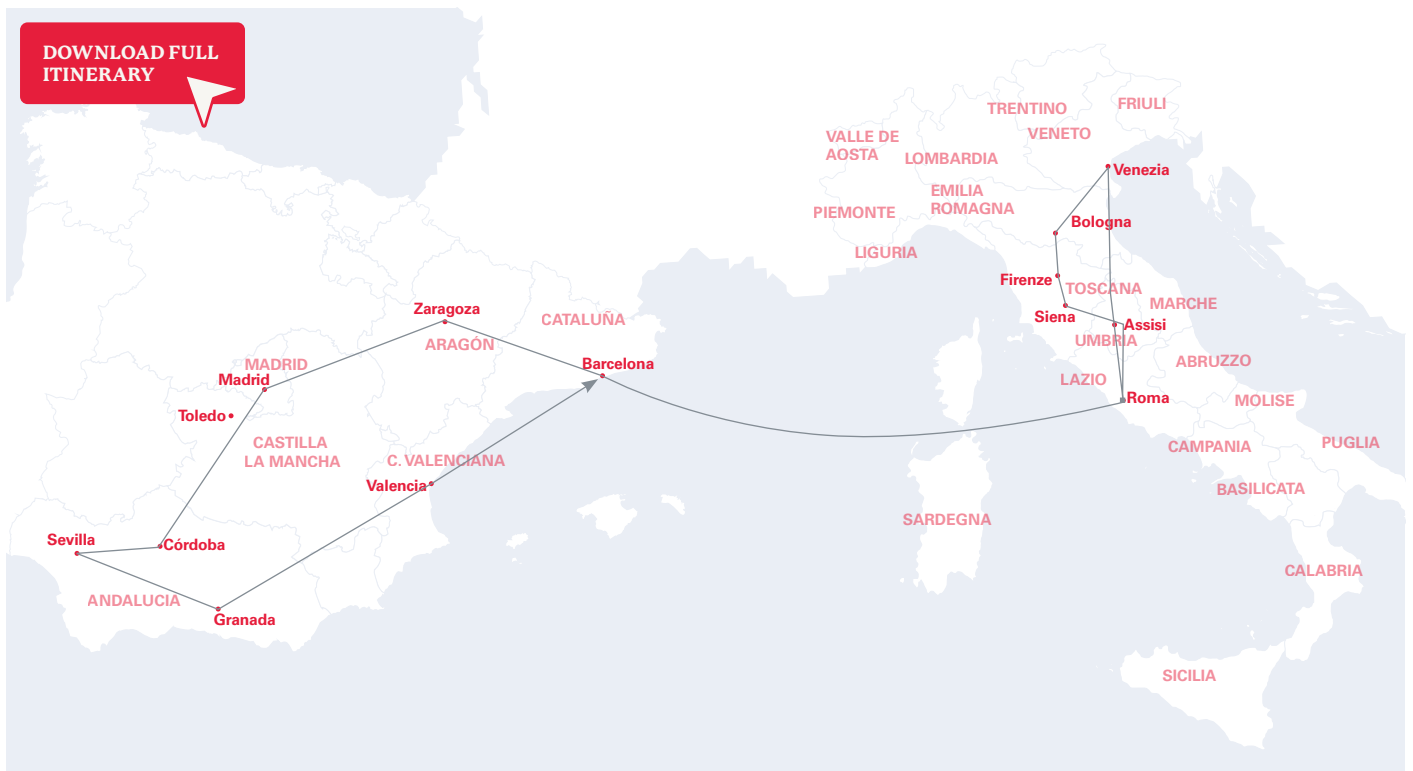 DOWNLOAD FULL
ITINERARY
TRENTINO
FRIULI
VENETO
VALLE DE
AOSTA
LOMBARDIA
Venezia
EMILIA
ROMAGNA
PIEMONTE
Bologna
LIGURIA
Firenze
TOSCANA
MARCHE
Siena
Assisi
UMBRIA
ABRUZZO
LAZIO
Roma
MOLISE
CAMPANIA
PUGLIA
BASILICATA
SARDEGNA
CALABRIA
SICILIA
Zaragoza
CATALUÑA
ARAGÓN
Barcelona
MADRID
Madrid
Toledo
CASTILLA
LA MANCHA
C. VALENCIANA
Valencia
Sevilla
Córdoba
ANDALUCIA
Granada